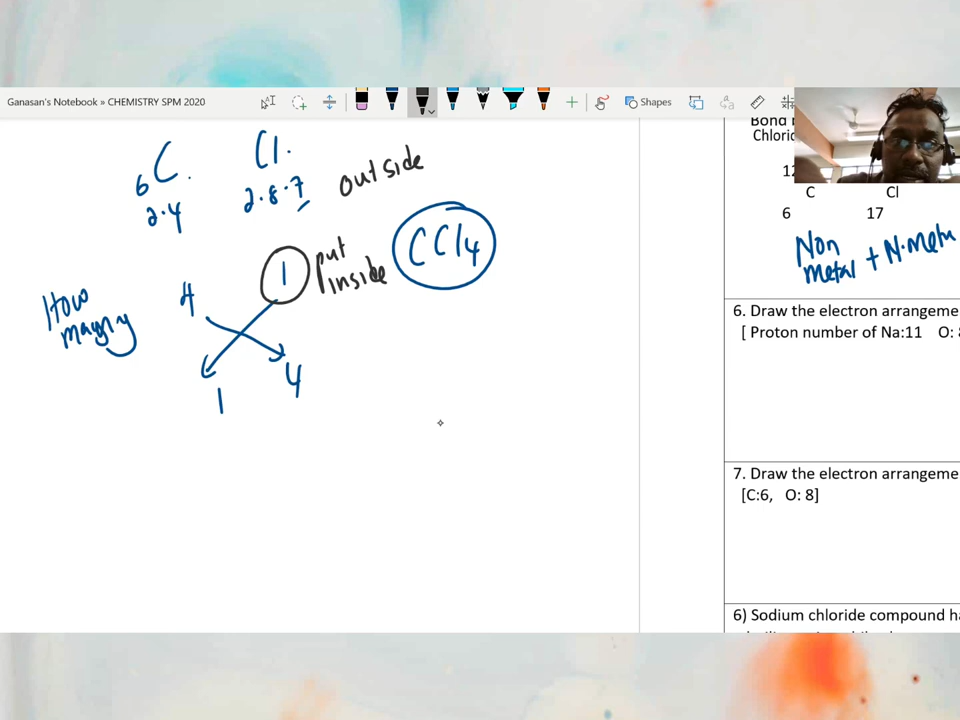 Ganasan's Notebook » CHEMISTRY SPM 2020
Shapes
6 C. Cl.
2.4 2.8.7 outside
4 1 put inside CCl4
How many
1 4
Bond
Chloric
12
C Cl
6 17
Non metal + N.Meta
6. Draw the electron arrangeme
[ Proton number of Na:11 O: 8
7. Draw the electron arrangeme
[C:6, O: 8]
6) Sodium chloride compound ha